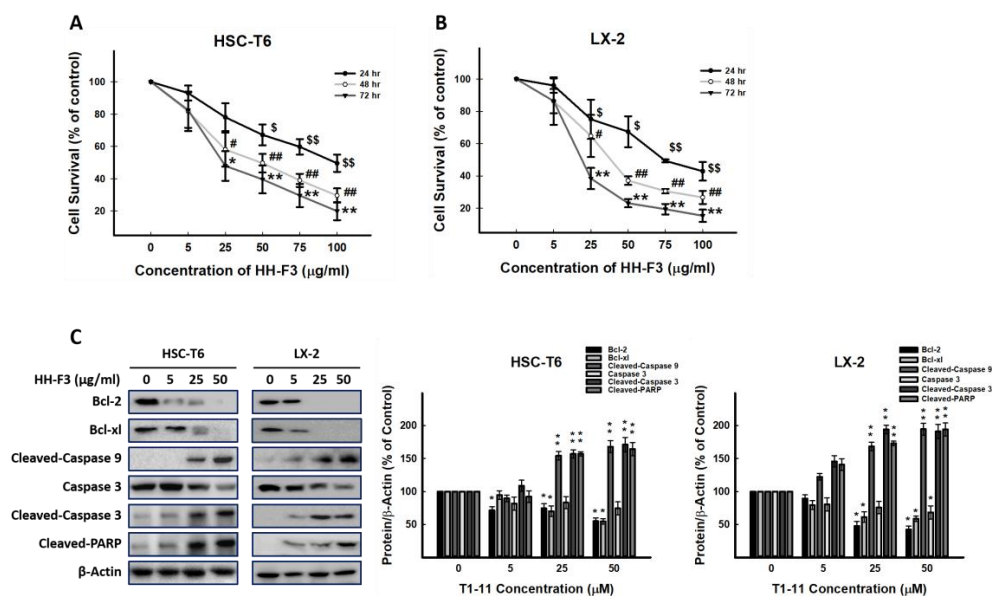 A
HSC-T6
Cell Survival (% of control)
100
80
60
40
20
24 hr
48 hr
72 hr
$
$$
$$
#
##
##
##
*
**
**
**
0 5 25 50 75 100
Concentration of HH-F3 (μg/ml)
B
LX-2
Cell Survival (% of control)
100
80
60
40
20
24 hr
48 hr
72 hr
$
$
$$
$$
#
##
##
##
**
**
**
**
0 5 25 50 75 100
Concentration of HH-F3 (μg/ml)
C
HSC-T6 LX-2
HH-F3 (μg/ml) 0 5 25 50 0 5 25 50
Bcl-2
Bcl-xl
Cleaved-Caspase 9
Caspase 3
Cleaved-Caspase 3
Cleaved-PARP
β-Actin
HSC-T6
Bcl-2
Bcl-xl
Cleaved-Caspase 9
Caspase 3
Cleaved-Caspase 3
Cleaved-PARP
Protein/β-Actin (% of Control)
200
150
100
50
0 5 25 50
T1-11 Concentration (μM)
LX-2
Bcl-2
Bcl-xl
Cleaved-Caspase 9
Caspase 3
Cleaved-Caspase 3
Cleaved-PARP
Protein/β-Actin (% of Control)
200
150
100
50
0 5 25 50
T1-11 Concentration (μM)